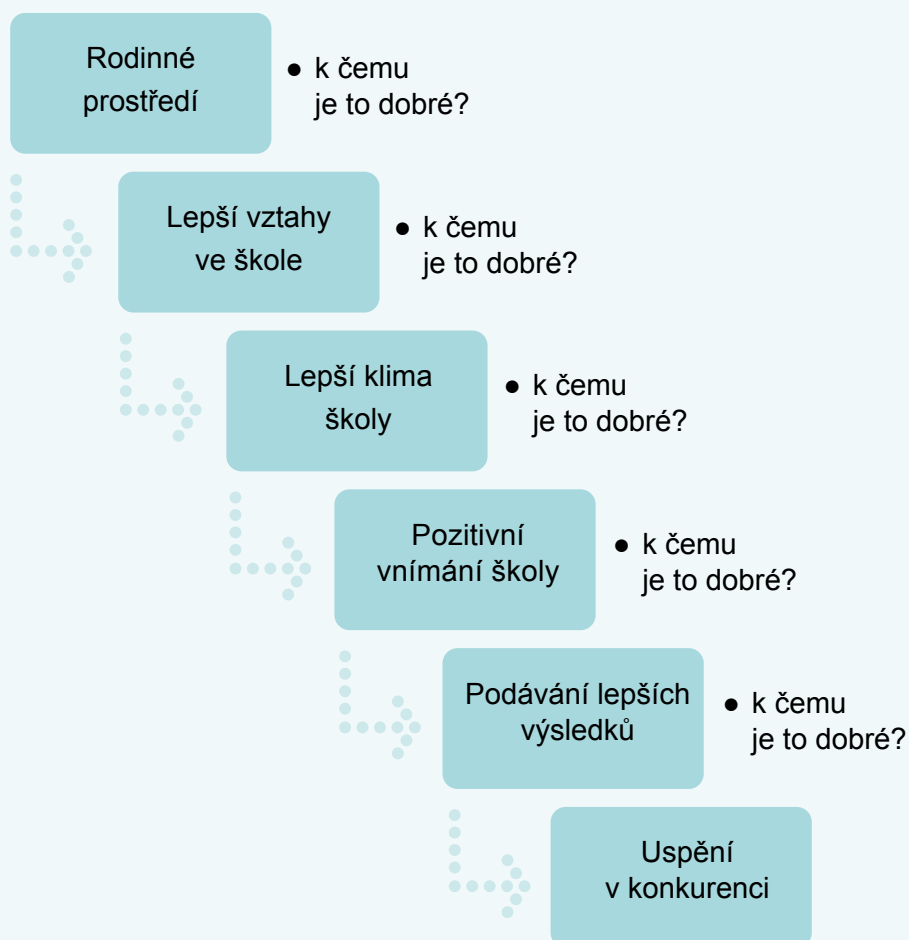 Rodinné
prostředí
● k čemu
je to dobré?
Lepší vztahy
ve škole
● k čemu
je to dobré?
Lepší klima
školy
● k čemu
je to dobré?
Pozitivní
vnímání školy
● k čemu
je to dobré?
Podávání lepších
výsledků
● k čemu
je to dobré?
Uspění
v konkurenci